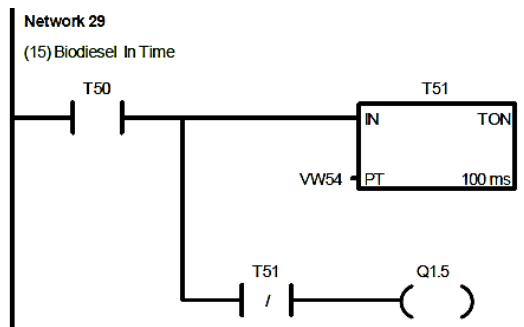 Network 29
(15) Biodiesel In Time
T50
T51
IN TON
VW54 PT 100 ms
T51
/
Q1.5